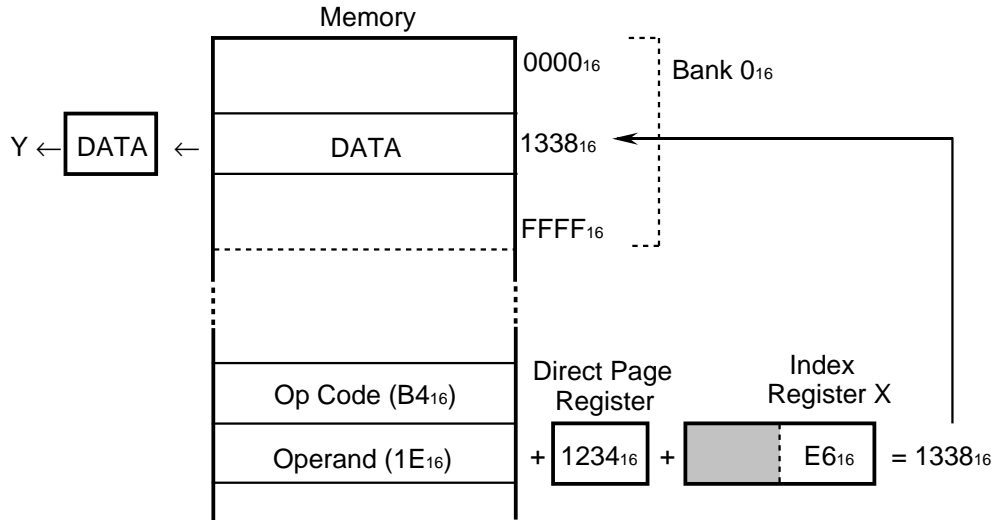 Memory
0000₁₆
Bank 0₁₆
Y ← DATA ← DATA 1338₁₆
FFFF₁₆
Direct Page
Register
Index
Register X
Op Code (B4₁₆)
Operand (1E₁₆) + 1234₁₆ + E6₁₆ = 1338₁₆